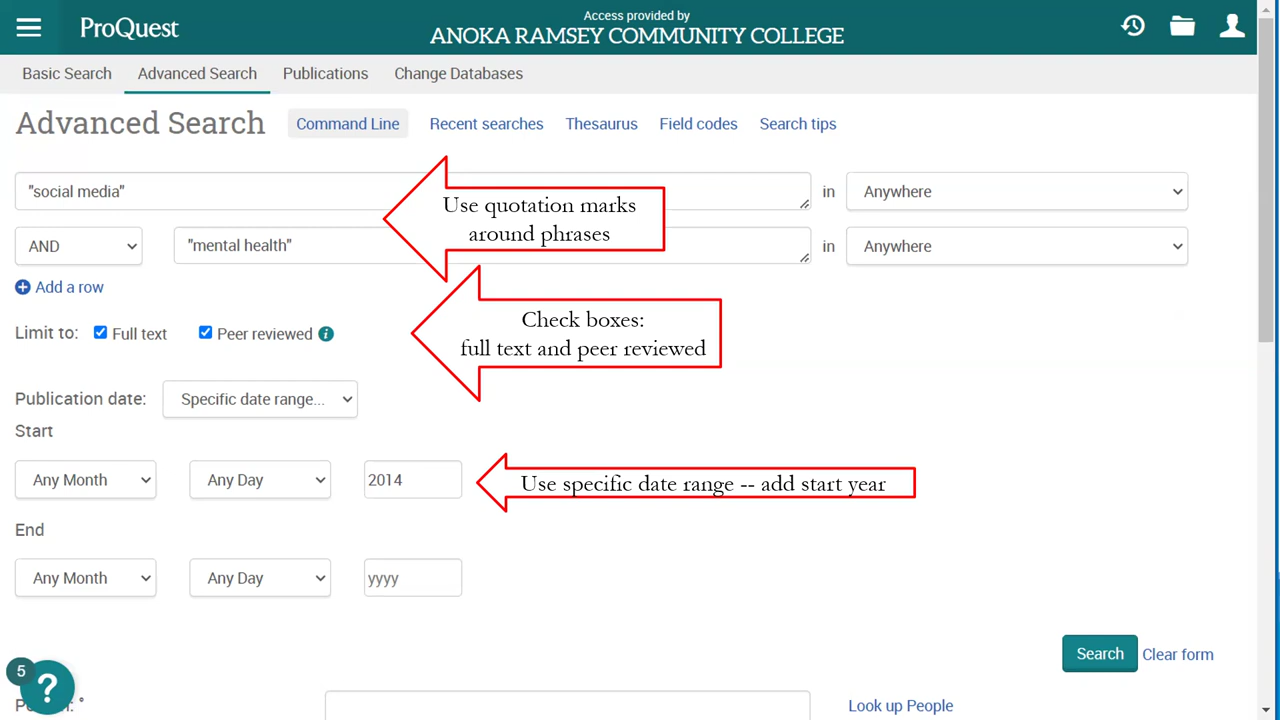 ProQuest
Access provided by
ANOKA RAMSEY COMMUNITY COLLEGE
Basic Search Advanced Search Publications Change Databases
Advanced Search Command Line Recent searches Thesaurus Field codes Search tips
"social media" in Anywhere
Use quotation marks
around phrases
AND "mental health" in Anywhere
Add a row
Check boxes:
full text and peer reviewed
Limit to: Full text Peer reviewed i
Publication date: Specific date range...
Start
Any Month Any Day 2014
Use specific date range -- add start year
End
Any Month Any Day yyyy
Search Clear form
5
?
Look up People